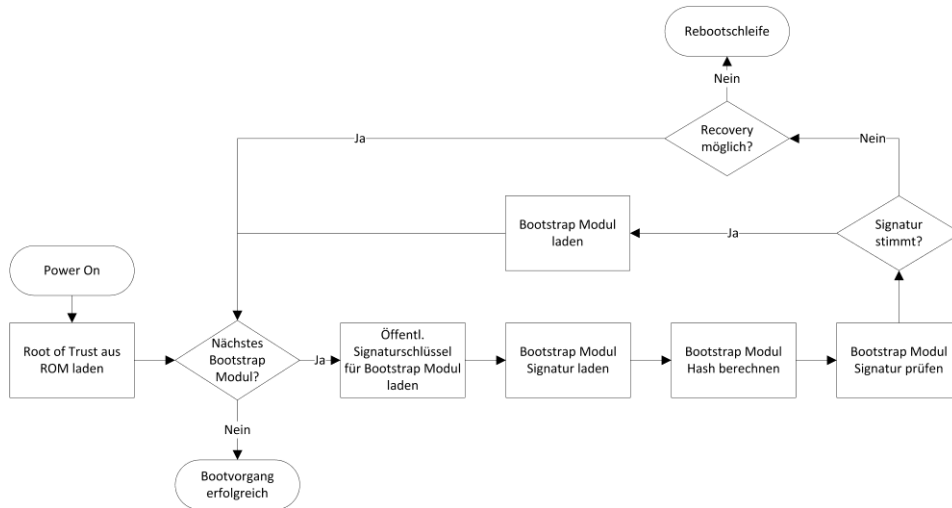 Rebootschleife
Nein
Recovery
möglich?
Ja
Nein
Bootstrap Modul
laden
Ja
Signatur
stimmt?
Power On
Root of Trust aus
ROM laden
Nächstes
Bootstrap
Modul?
Ja
Öffentl.
Signaturschlüssel
für Bootstrap Modul
laden
Bootstrap Modul
Signatur laden
Bootstrap Modul
Hash berechnen
Bootstrap Modul
Signatur prüfen
Nein
Bootvorgang
erfolgreich